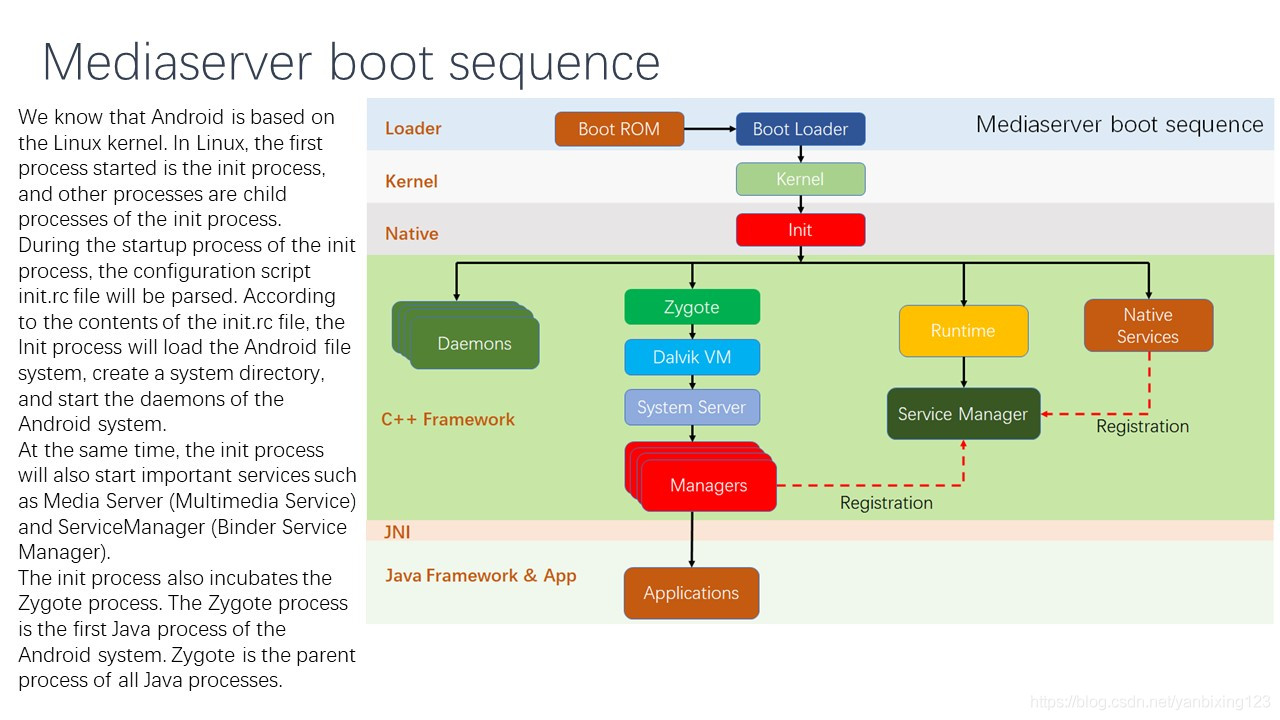 Mediaserver boot sequence
We know that Android is based on
the Linux kernel. In Linux, the first
process started is the init process,
and other processes are child
processes of the init process.
During the startup process of the init
process, the configuration script
init.rc file will be parsed. According
to the contents of the init.rc file, the
Init process will load the Android file
system, create a system directory,
and start the daemons of the
Android system.
At the same time, the init process
will also start important services such
as Media Server (Multimedia Service)
and ServiceManager (Binder Service
Manager).
The init process also incubates the
Zygote process. The Zygote process
is the first Java process of the
Android system. Zygote is the parent
process of all Java processes.
Mediaserver boot sequence
Loader
Boot ROM
Boot Loader
Kernel
Kernel
Native
Init
C++ Framework
Daemons
Zygote
Dalvik VM
System Server
Managers
Runtime
Service Manager
Native
Services
Registration
Registration
JNI
Java Framework & App
Applications
https://blog.csdn.net/yanbixing123